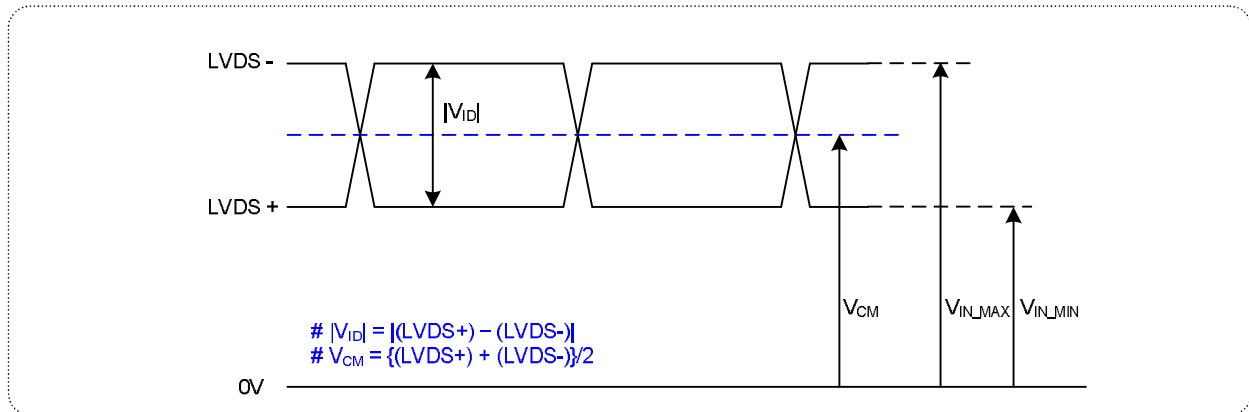 LVDS -
|VID|
LVDS +
VCM
VIN_MAX
VIN_MIN
# |VID| = |(LVDS+) – (LVDS-)|
# VCM = {(LVDS+) + (LVDS-)}/2
0V